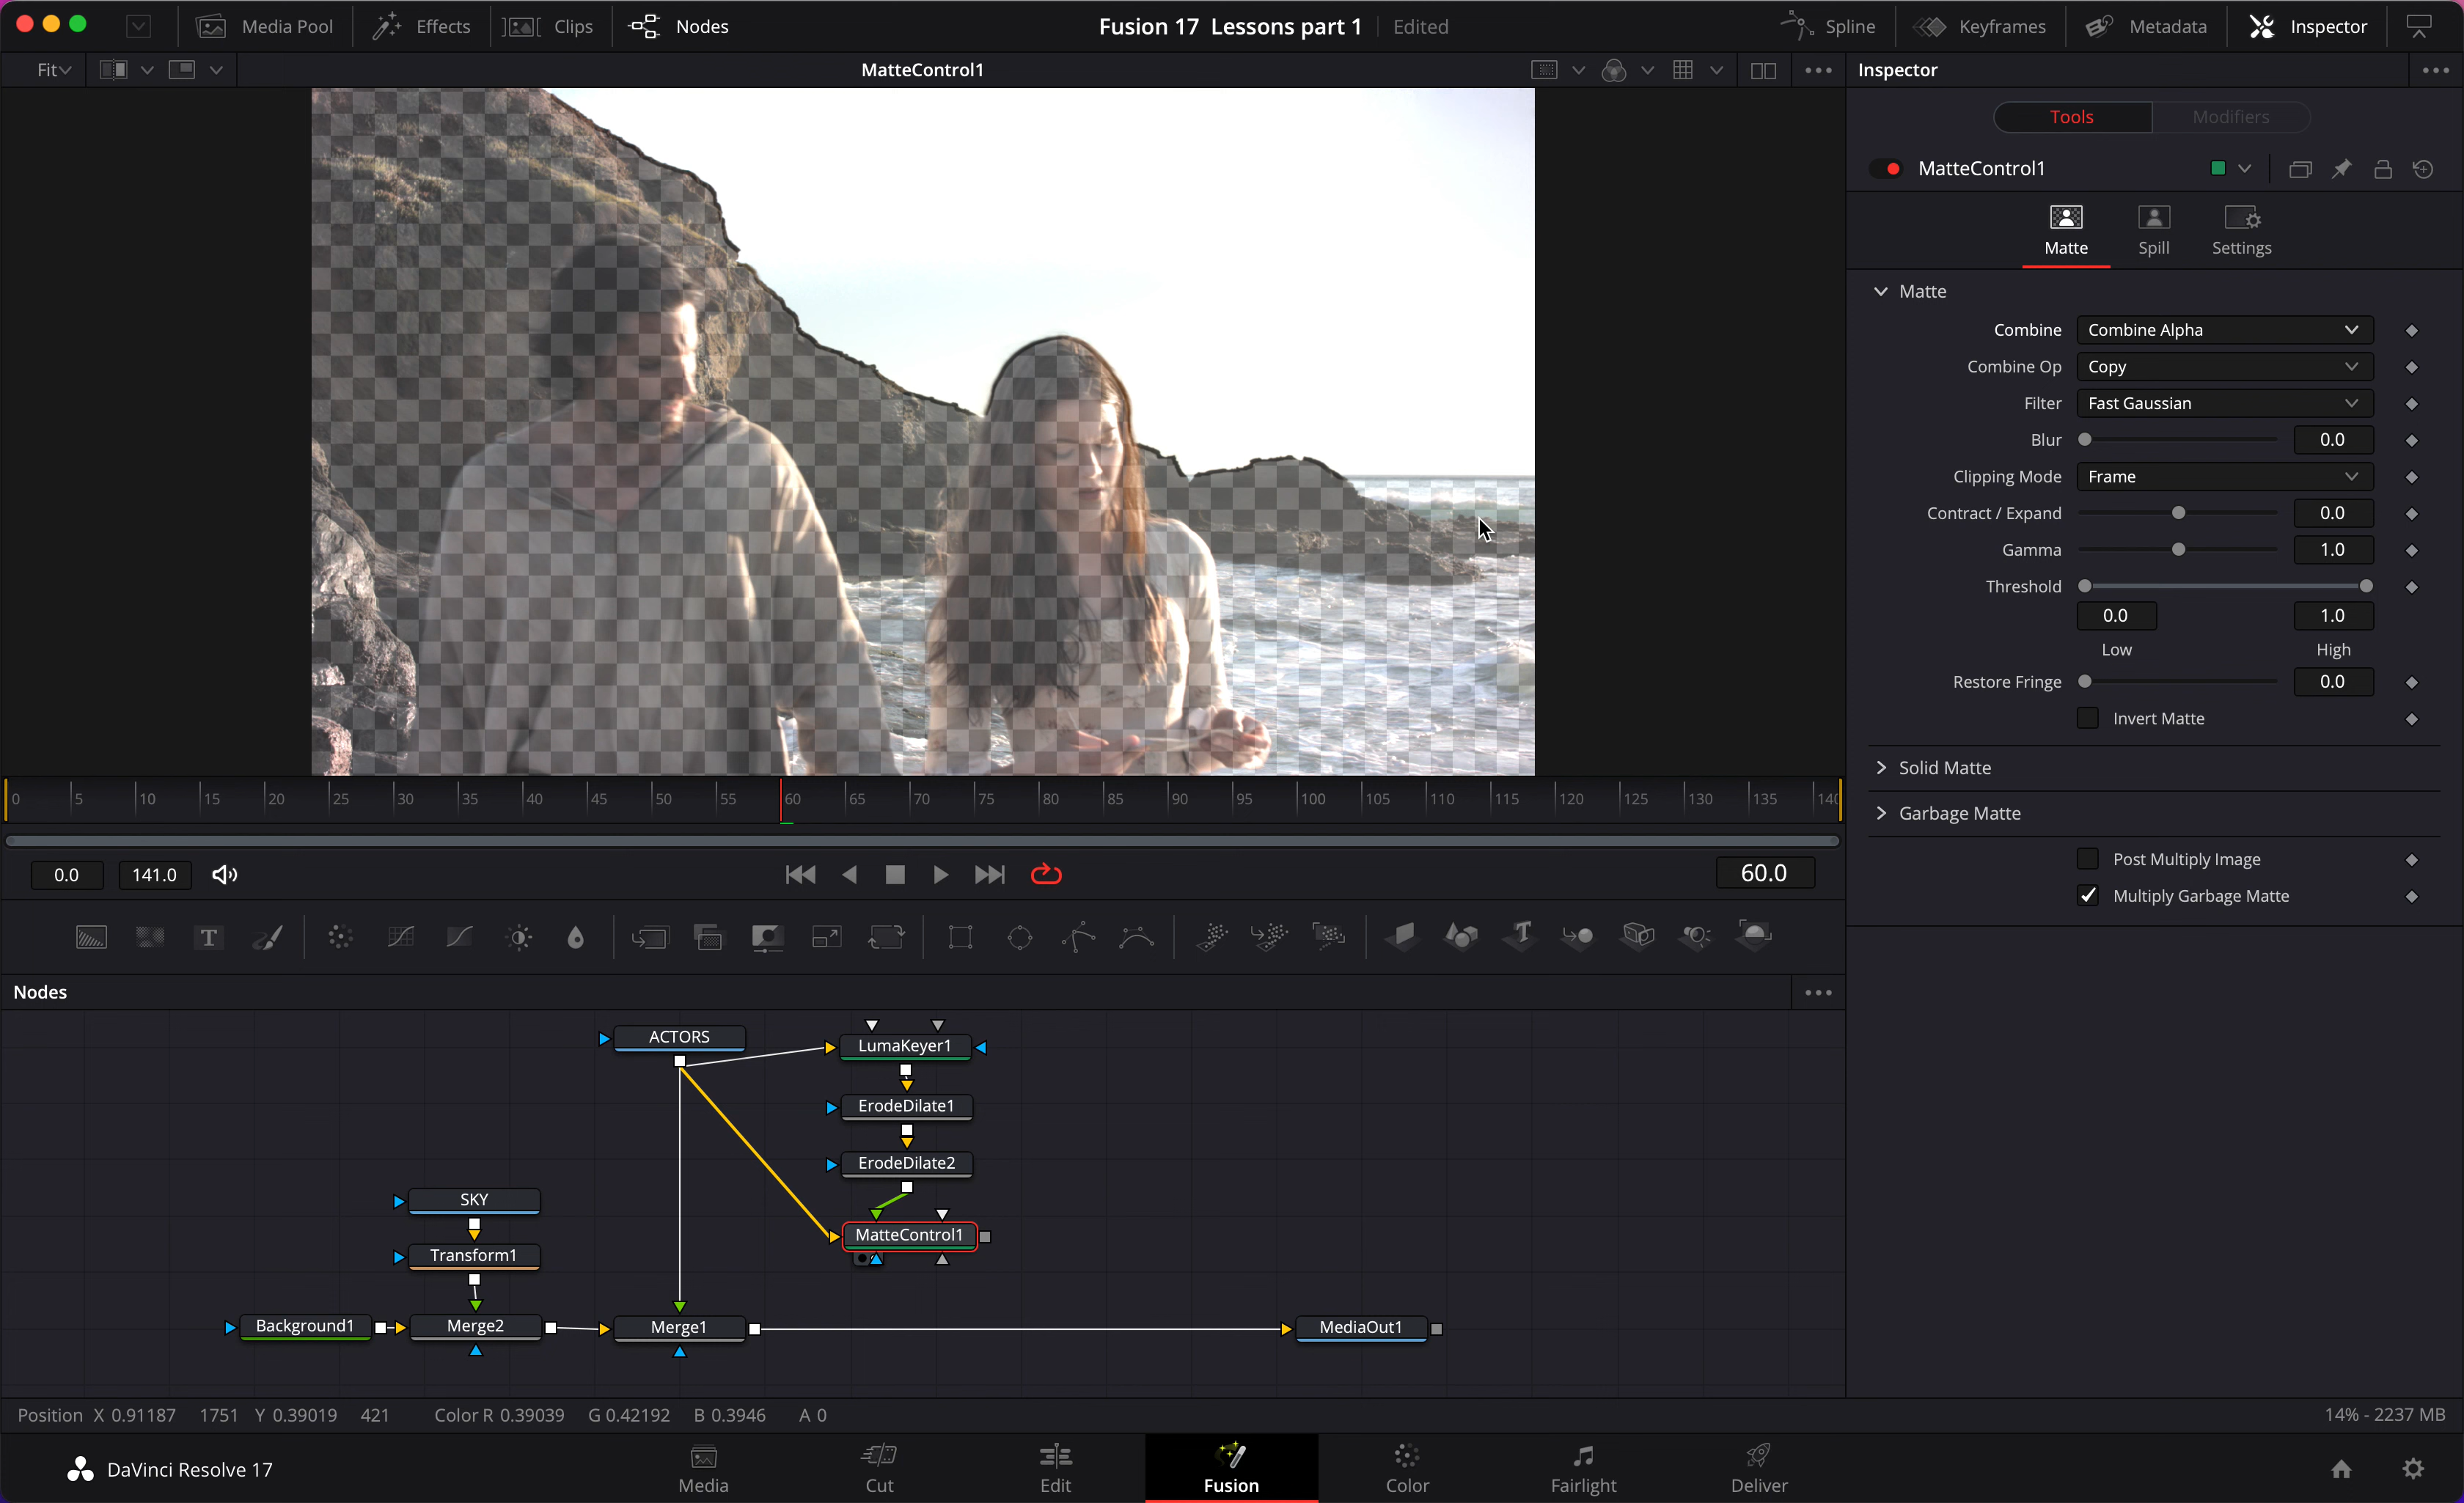 Media Pool Effects Clips Nodes Fusion 17 Lessons part 1 Edited Spline Keyframes Metadata Inspector
Fit MatteControl1 Inspector
Tools Modifiers
MatteControl1
Matte Spill Settings
Matte
Combine Combine Alpha
Combine Op Copy
Filter Fast Gaussian
Blur 0.0
Clipping Mode Frame
Contract / Expand 0.0
Gamma 1.0
Threshold
0.0 1.0
Low High
Restore Fringe 0.0
Invert Matte
Solid Matte
Garbage Matte
Post Multiply Image
Multiply Garbage Matte
0 5 10 15 20 25 30 35 40 45 50 55 60 65 70 75 80 85 90 95 100 105 110 115 120 125 130 135 140
0.0 141.0 60.0
T T
Nodes
ACTORS
LumaKeyer1
ErodeDilate1
ErodeDilate2
SKY
MatteControl1
Transform1
Background1 Merge2 Merge1 MediaOut1
Position X 0.91187 1751 Y 0.39019 421 Color R 0.39039 G 0.42192 B 0.3946 A 0 14% - 2237 MB
DaVinci Resolve 17 Media Cut Edit Fusion Color Fairlight Deliver